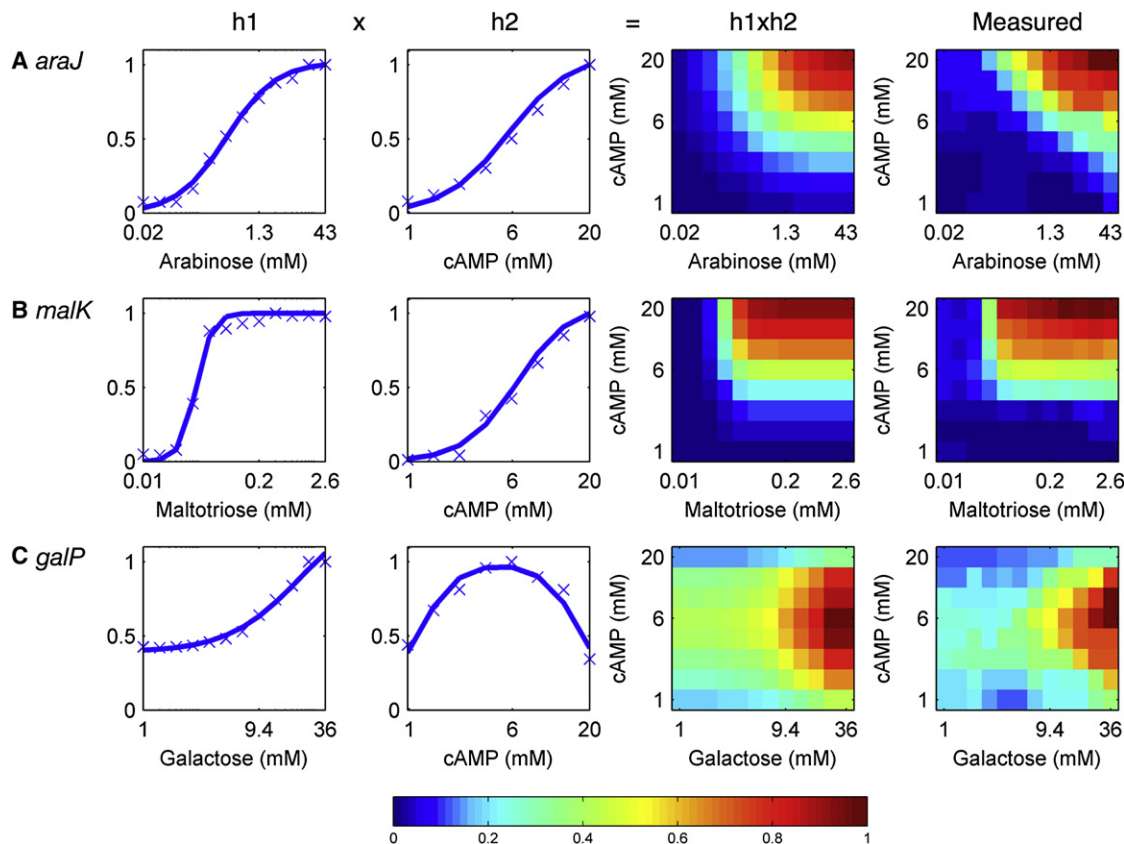 h1 x h2 = h1xh2 Measured
A araJ
1
0.5
0
0.02 1.3 43
Arabinose (mM)
1
0.5
0
1 6 20
cAMP (mM)
20
6
1
cAMP (mM)
0.02 1.3 43
Arabinose (mM)
20
6
1
cAMP (mM)
0.02 1.3 43
Arabinose (mM)
B malK
1
0.5
0
0.01 0.2 2.6
Maltotriose (mM)
1
0.5
0
1 6 20
cAMP (mM)
20
6
1
cAMP (mM)
0.01 0.2 2.6
Maltotriose (mM)
20
6
1
cAMP (mM)
0.01 0.2 2.6
Maltotriose (mM)
C galP
1
0.5
0
1 9.4 36
Galactose (mM)
1
0.5
0
1 6 20
cAMP (mM)
20
6
1
cAMP (mM)
1 9.4 36
Galactose (mM)
20
6
1
cAMP (mM)
1 9.4 36
Galactose (mM)
0 0.2 0.4 0.6 0.8 1